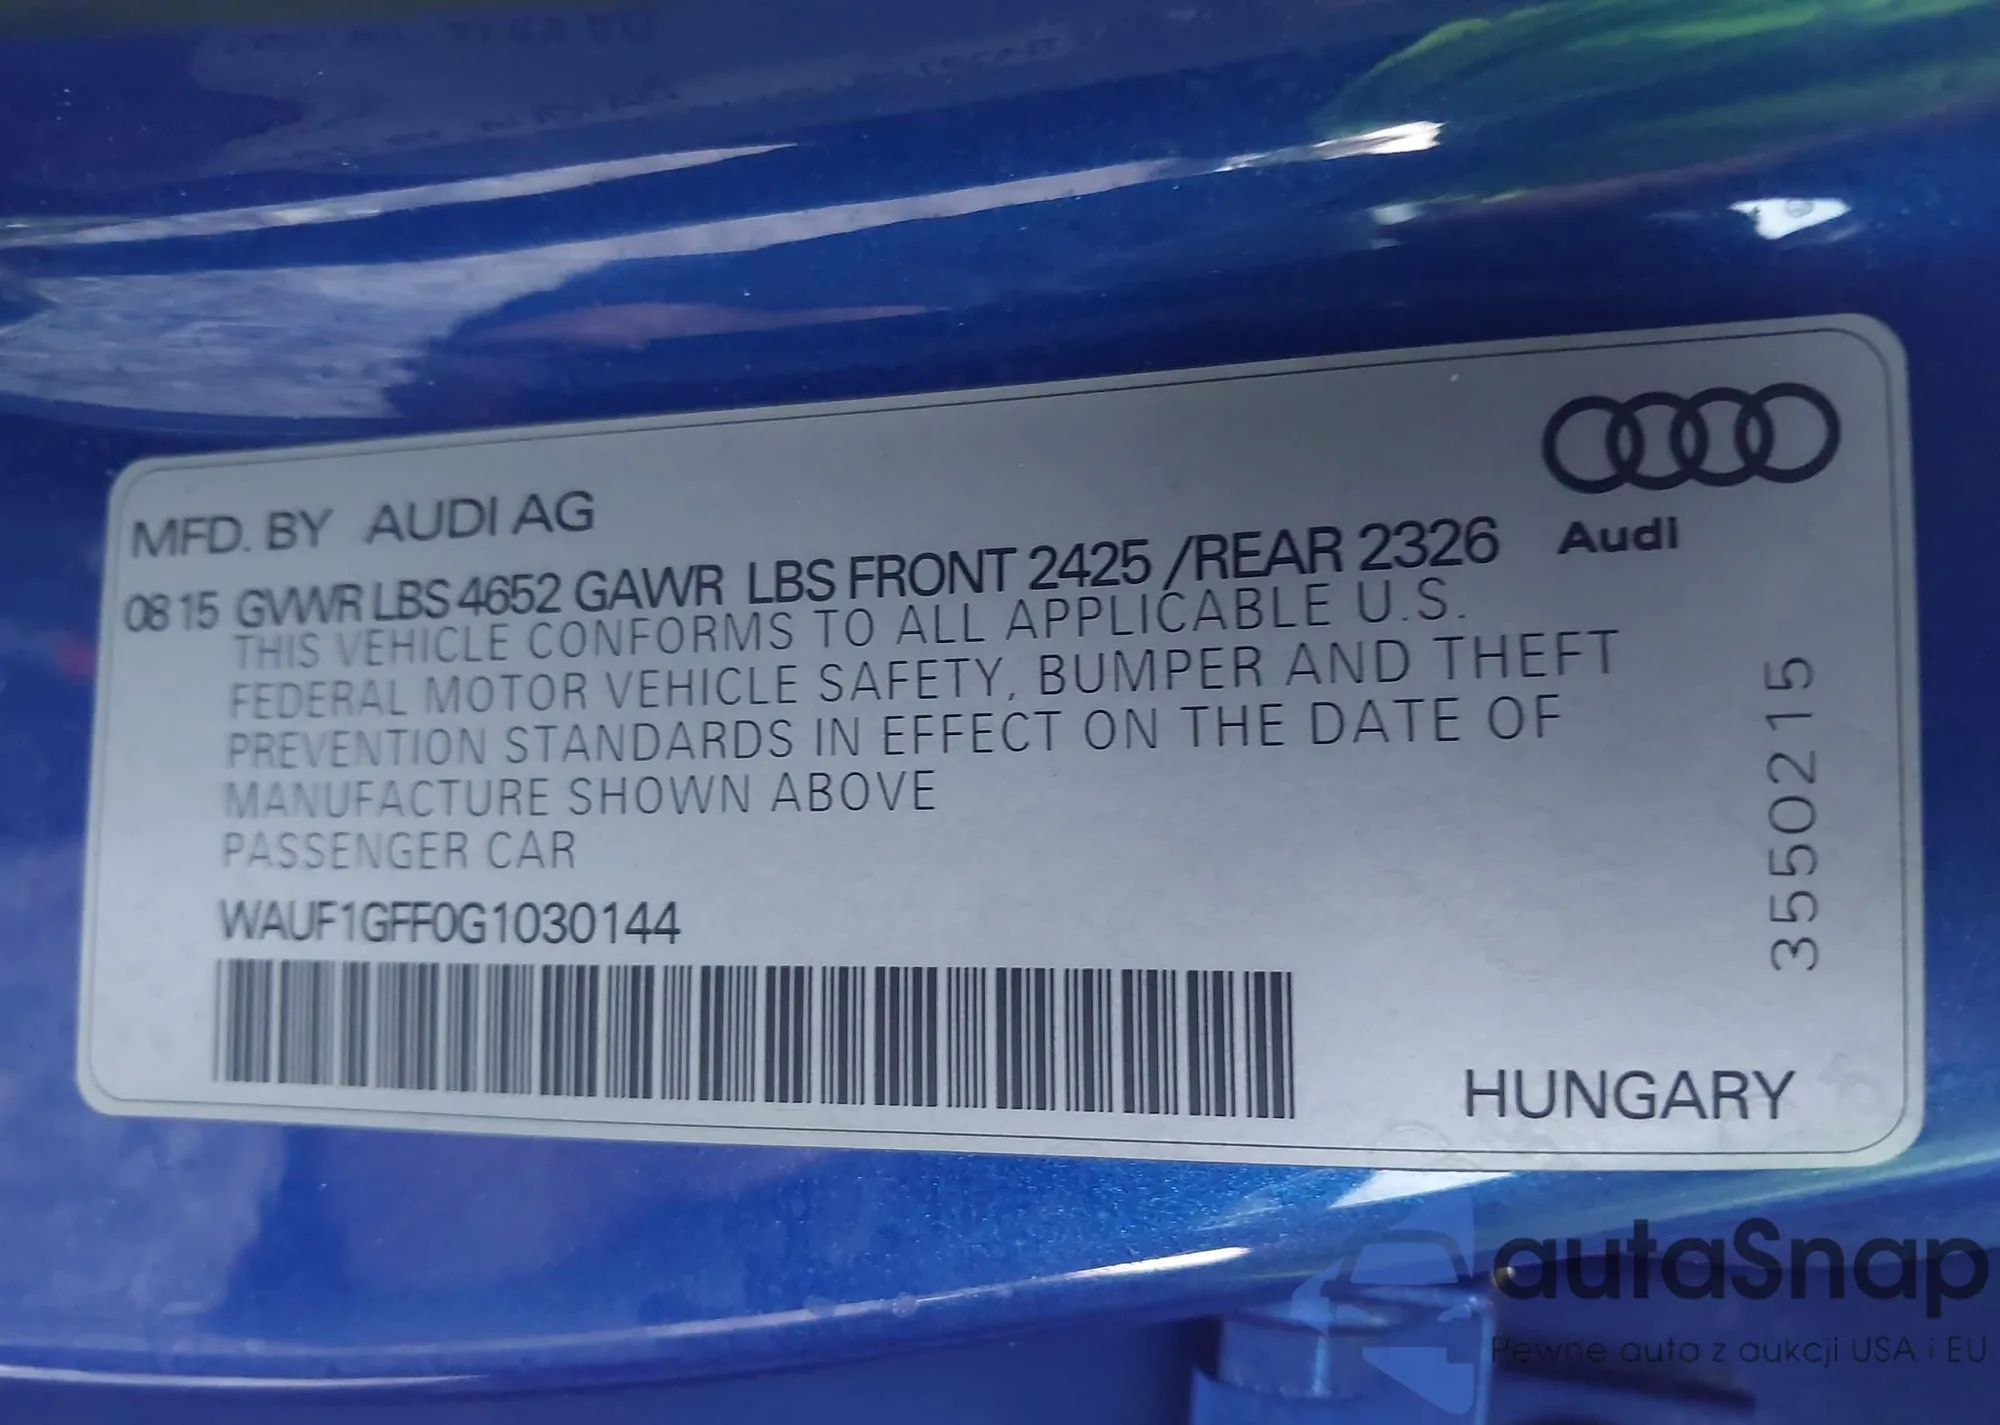 MFD. BY AUDI AG
08 15 GVWR LBS 4652 GAWR LBS FRONT 2425 /REAR 2326
Audi
THIS VEHICLE CONFORMS TO ALL APPLICABLE U.S.
FEDERAL MOTOR VEHICLE SAFETY, BUMPER AND THEFT
PREVENTION STANDARDS IN EFFECT ON THE DATE OF
MANUFACTURE SHOWN ABOVE
PASSENGER CAR
WAUF1GFF0G1030144
3550215
HUNGARY
autaSnap
Pewne auta z aukcji USA i EU